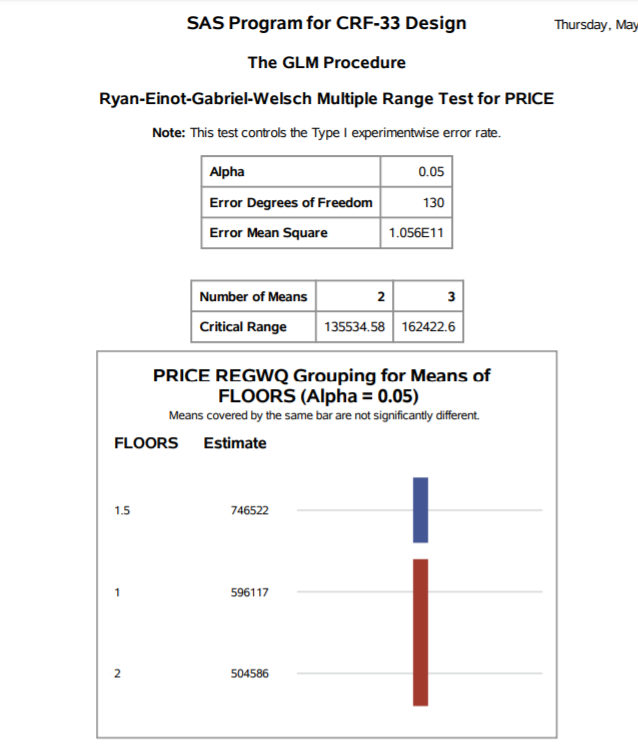 SAS Program for CRF-33 Design Thursday, May
The GLM Procedure
Ryan-Einot-Gabriel-Welsch Multiple Range Test for PRICE
Note: This test controls the Type I experimentwise error rate.
Alpha 0.05
Error Degrees of Freedom 130
Error Mean Square 1.056E11
Number of Means 2 3
Critical Range 135534.58 162422.6
PRICE REGWQ Grouping for Means of
FLOORS (Alpha = 0.05)
Means covered by the same bar are not significantly different.
FLOORS Estimate
1.5 746522
1 596117
2 504586